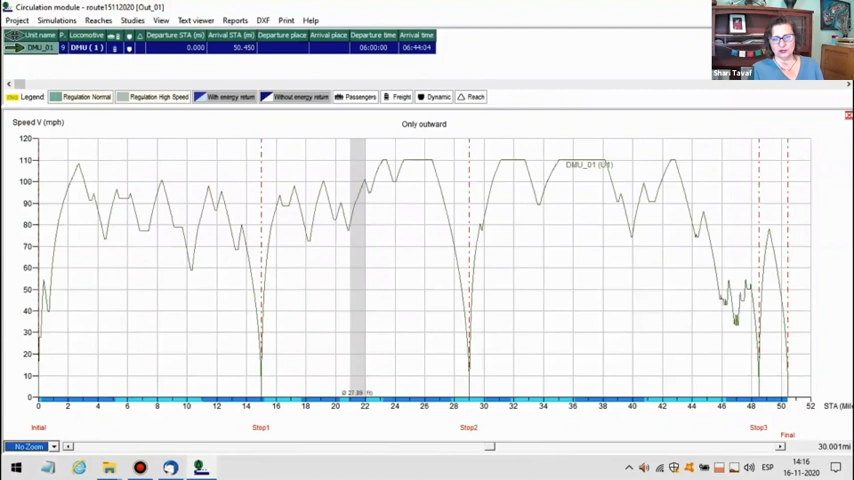 Circulation module - route15112020 [Out_01]
Project Simulations Reaches Studies View Text viewer Reports DXF Print Help
Unit name P. Locomotive Departure STA (mi) Arrival STA (mi) Departure place Arrival place Departure time Arrival time
DMU_01 9 DMU ( 1 ) 0.000 50.450 06:00:00 06:44:04
Shari Tavaf
Legend: Regulation Normal Regulation High Speed With energy return Without energy return Passengers Freight Dynamic Reach
Speed V (mph) Only outward
120
110
DMU_01
100
90
80
70
60
50
40
30
20
10
0
0 2 4 6 8 10 12 14 16 18 20 22 24 26 28 30 32 34 36 38 40 42 44 46 48 50 52 STA (Mile
Initial Stop1 Stop2 Stop3
Final
No Zoom 30.001mi
ESP 14:16
16-11-2020